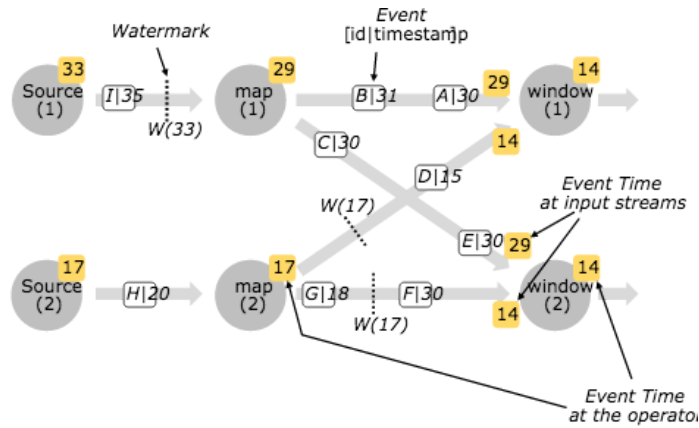 Event
Watermark
[id|timestam]p
33
29
14
Source
(1)
I|35
W(33)
map
(1)
B|31
A|30
29
window
(1)
C|30
14
D|15
Event Time
at input streams
W(17)
E|30
29
17
17
14
Source
(2)
H|20
map
(2)
G|18
F|30
W(17)
14
window
(2)
Event Time
at the operator